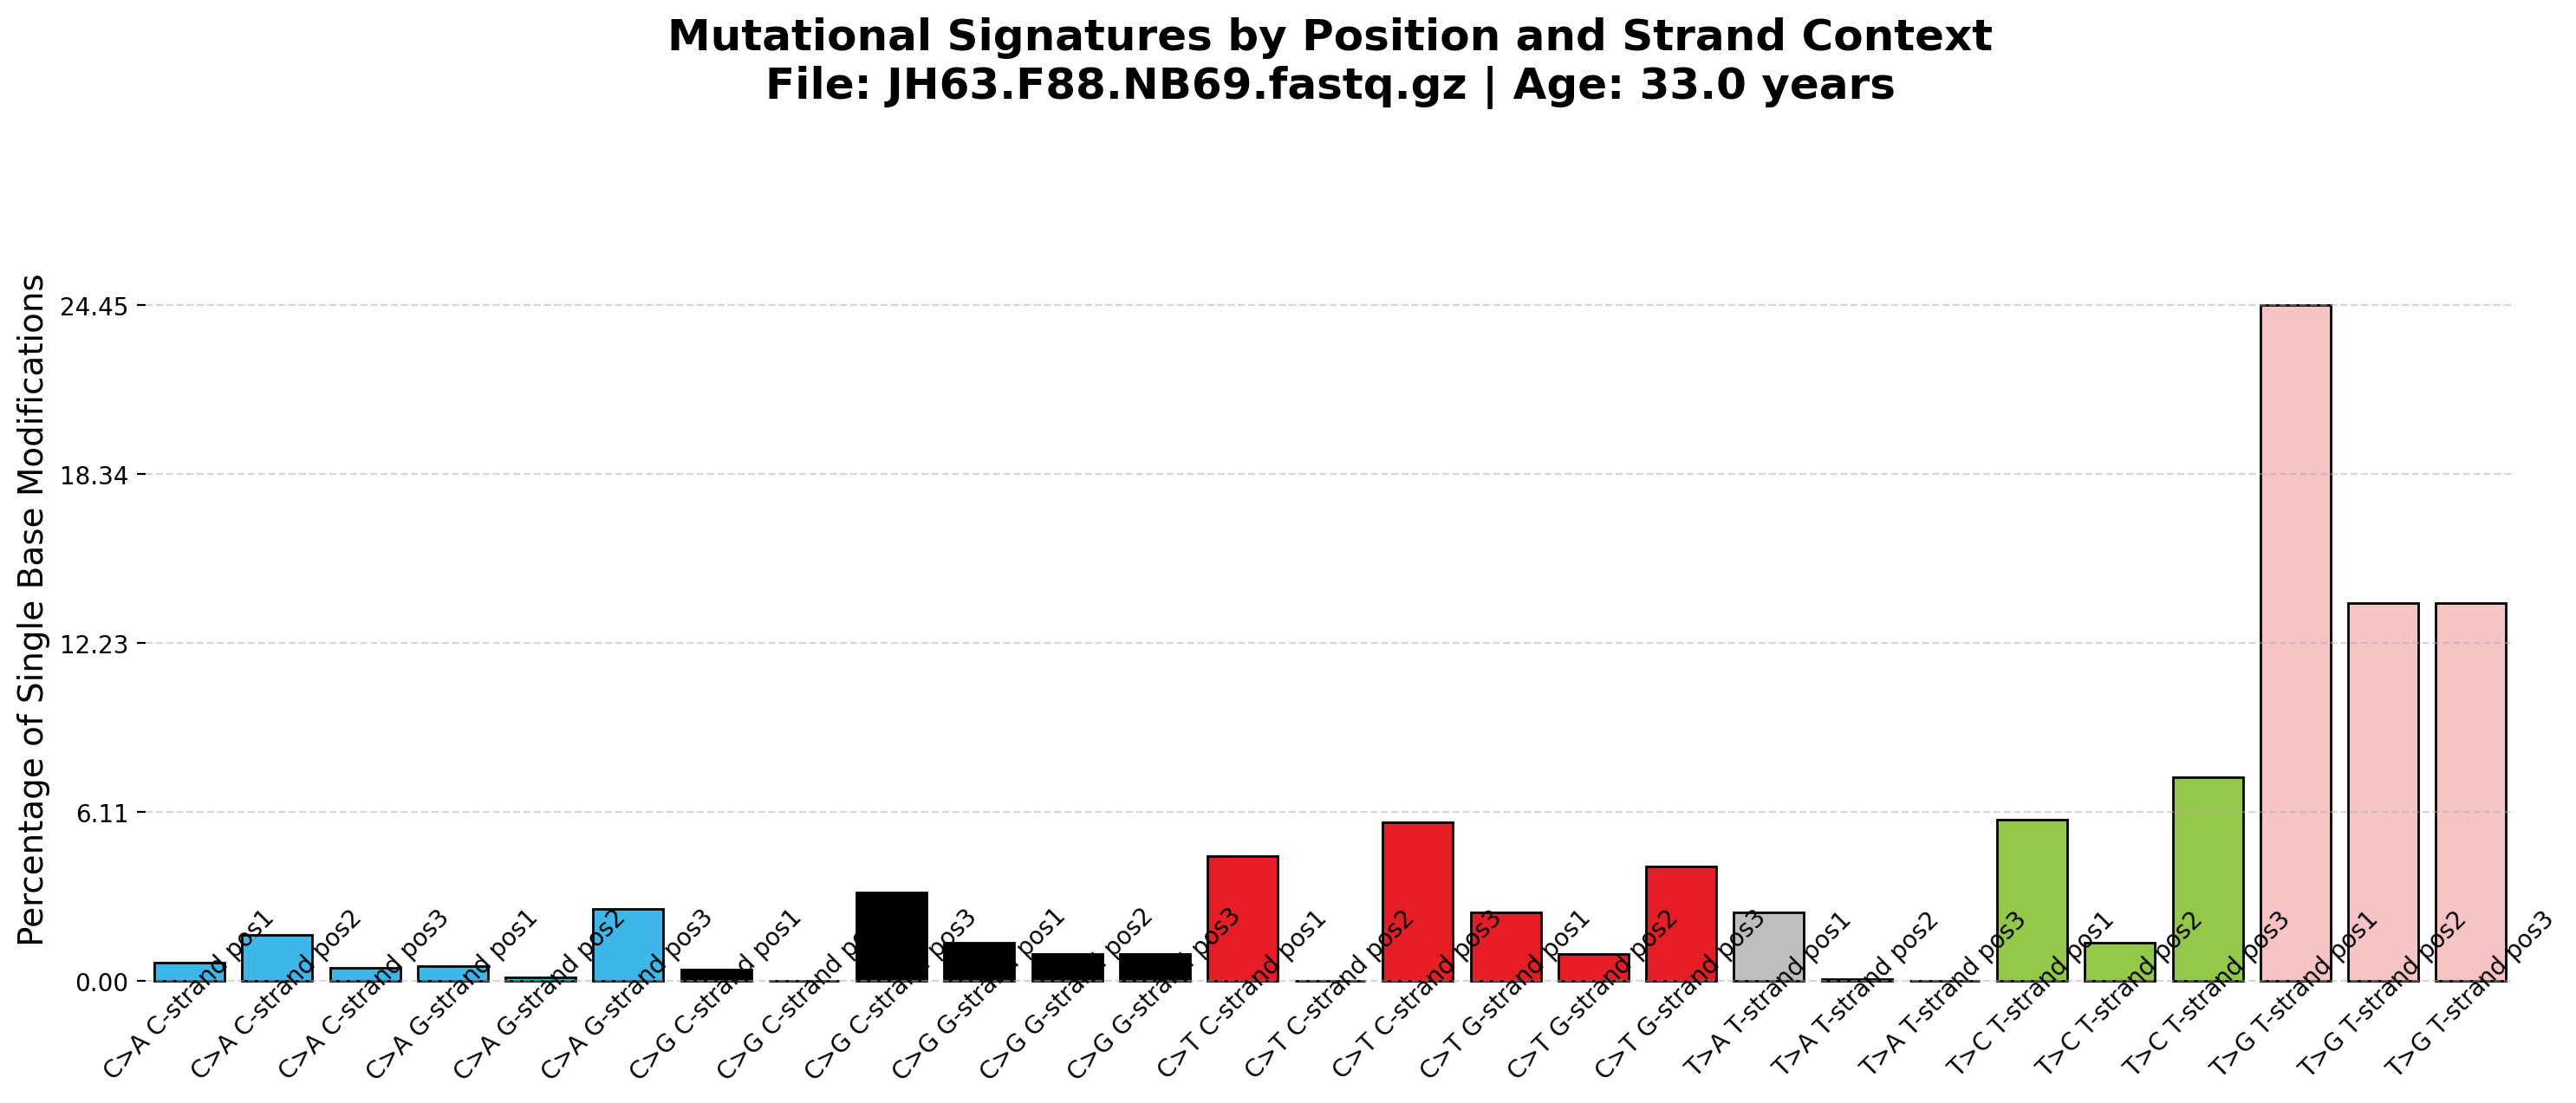 Mutational Signatures by Position and Strand Context
File: JH63.F88.NB69.fastq.gz | Age: 33.0 years
Percentage of Single Base Modifications
24.45
18.34
12.23
6.11
0.00
C>A C-strand pos1
C>A C-strand pos2
C>A C-strand pos3
C>A G-strand pos1
C>A G-strand pos2
C>A G-strand pos3
C>G C-strand pos1
C>G C-strand pos2
C>G C-strand pos3
C>G G-strand pos1
C>G G-strand pos2
C>G G-strand pos3
C>T C-strand pos1
C>T C-strand pos2
C>T C-strand pos3
C>T G-strand pos1
C>T G-strand pos2
C>T G-strand pos3
T>A T-strand pos1
T>A T-strand pos2
T>A T-strand pos3
T>C T-strand pos1
T>C T-strand pos2
T>C T-strand pos3
T>G T-strand pos1
T>G T-strand pos2
T>G T-strand pos3